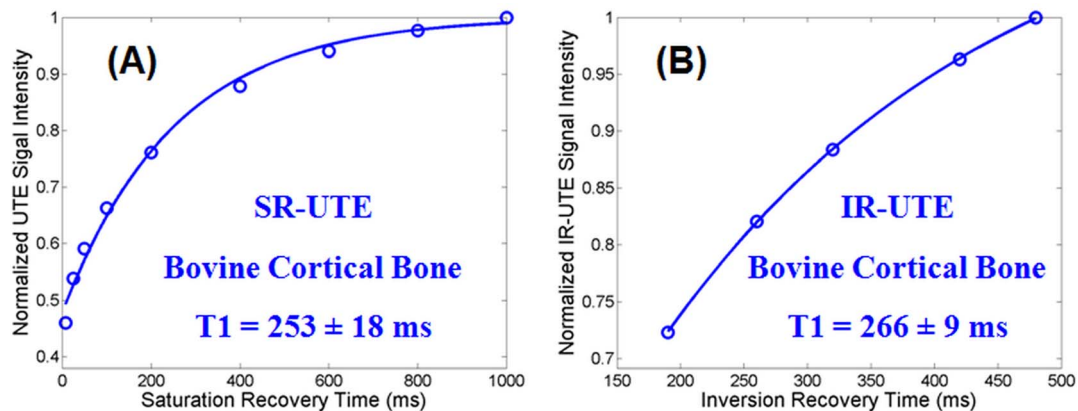 (A)
Normalized UTE Sigal Intensity
1
0.9
0.8
0.7
0.6
0.5
0.4
SR-UTE
Bovine Cortical Bone
T1 = 253 ± 18 ms
0
200
400
600
800
1000
Saturation Recovery Time (ms)
(B)
Normalized IR-UTE Signal Intensity
1
0.95
0.9
0.85
0.8
0.75
0.7
IR-UTE
Bovine Cortical Bone
T1 = 266 ± 9 ms
150
200
250
300
350
400
450
500
Inversion Recovery Time (ms)